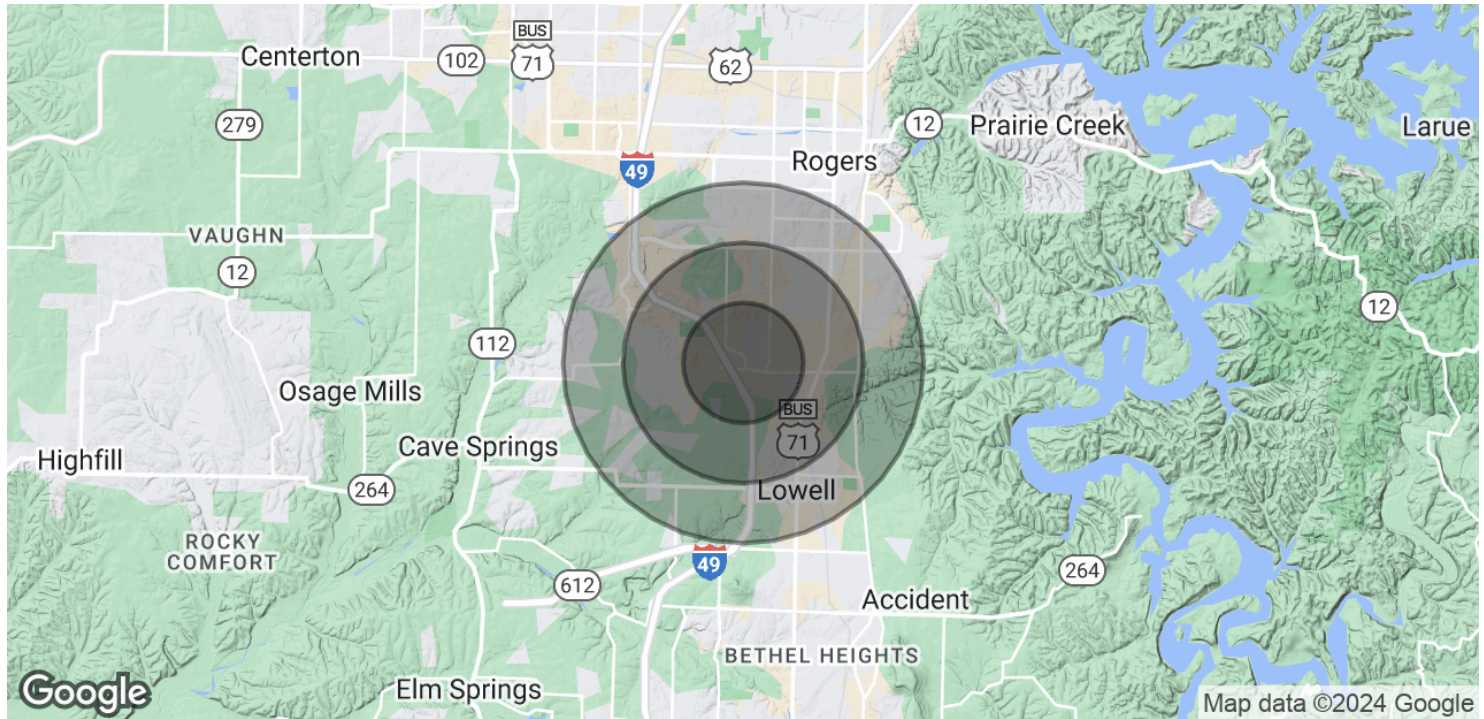 BUS
Centerton
102
71
62
279
12
Prairie Creek
Larue
Rogers
49
VAUGHN
12
12
112
Osage Mills
BUS
71
Cave Springs
Highfill
264
Lowell
ROCKY
COMFORT
49
612
264
Accident
BETHEL HEIGHTS
Elm Springs
Google
Map data ©2024 Google